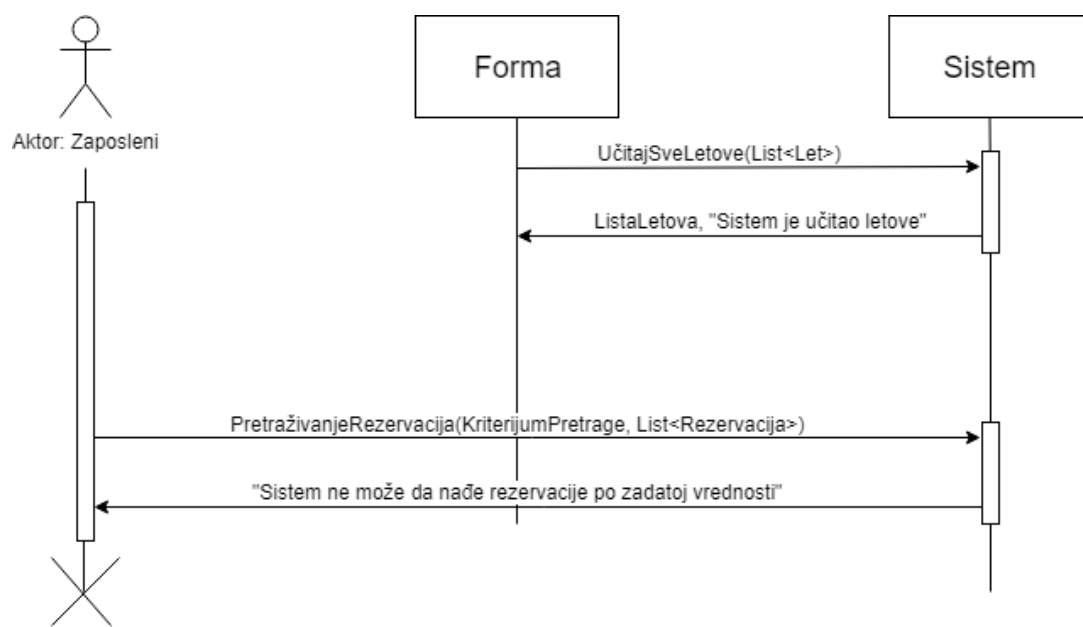 Forma
Sistem
Aktor: Zaposleni
UčitajSveLetove(List<Let>)
ListaLetova, "Sistem je učitao letove"
PretraživanjeRezervacija(KriterijumPretrage, List<Rezervacija>)
"Sistem ne može da nađe rezervacije po zadatoj vrednosti"